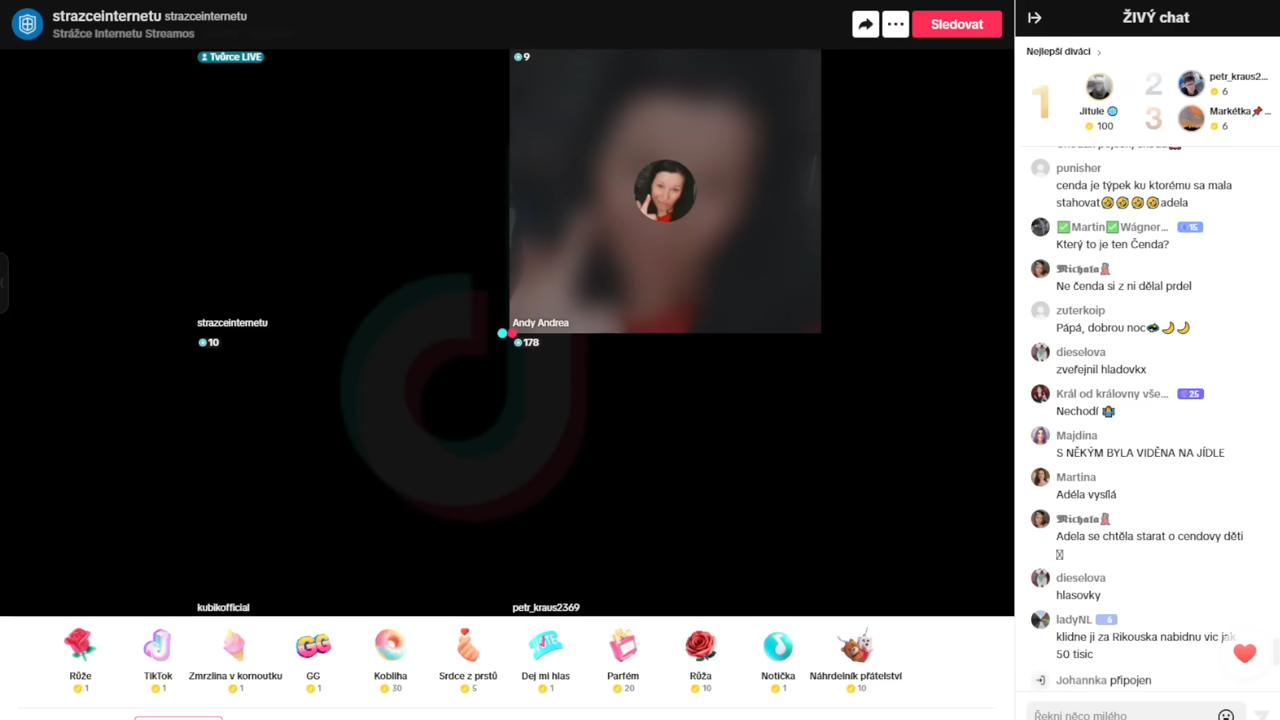 strazceinternetu strazceinternetu
Strážce Internetu Streamos
Sledovat
ŽIVÝ chat
Tvůrce LIVE
9
strazceinternetu
Andy Andrea
10
178
kubikofficial
petr_kraus2369
Nejlepší diváci
1
Jitule
100
2
petr_kraus2...
6
3
Markétka ...
6
punisher
cenda je týpek ku ktorému sa mala
stahovat🤣🤣🤣🤣adela
✅Martin✅Wágner... 15
Který to je ten Čenda?
Michala
Ne čenda si z ni dělal prdel
zuterkoip
Pápá, dobrou noc
dieselova
zveřejnil hladovkx
Král od královny vše... 25
Nechodí
Majdina
S NĚKÝM BYLA VIDĚNA NA JÍDLE
Martina
Adéla vysílá
Michala
Adela se chtěla starat o cendovy děti
dieselova
hlasovky
ladyNL
klidne ji za Rikouska nabidnu vic jak
50 tisic
Johannka připojen
Řekni něco milého
Růže
1
TikTok
1
Zmrzlina v kornoutku
1
GG
GG
1
Kobliha
30
Srdce z prstů
5
Dej mi hlas
1
Parfém
20
Růža
10
Notička
1
Náhrdelník přátelství
10